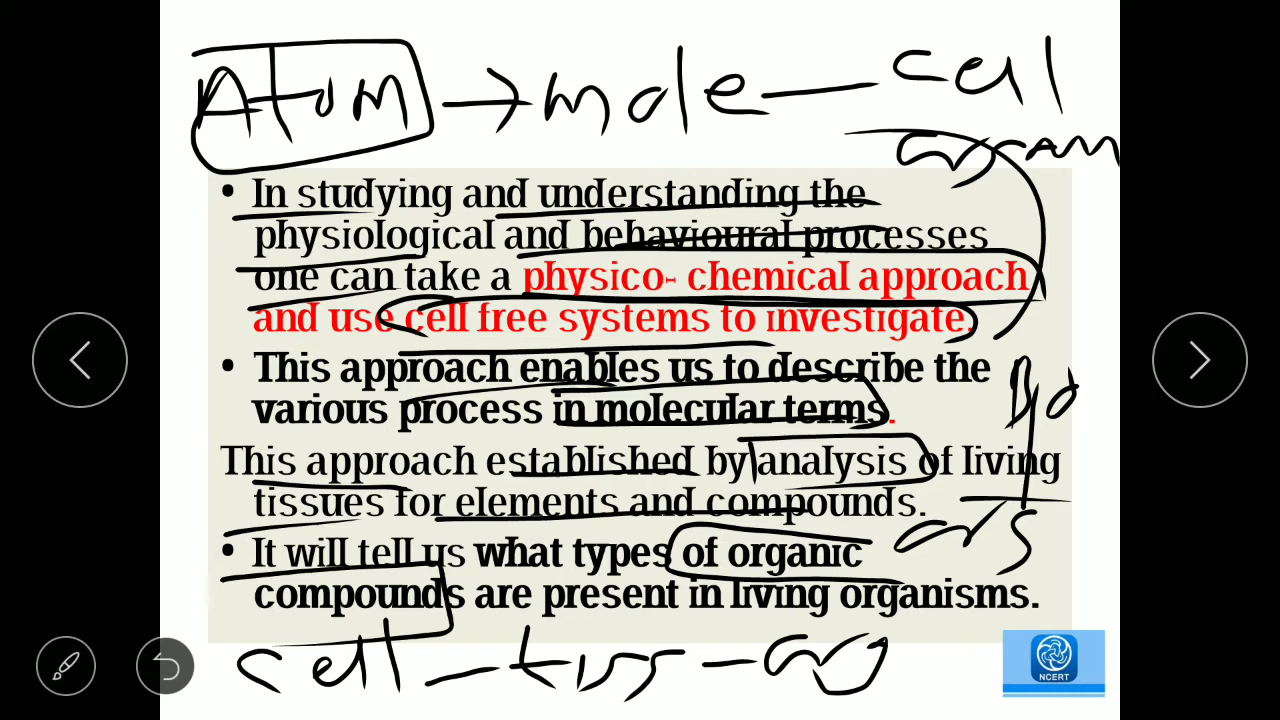 Atom → mole — cell
organ
• In studying and understanding the
physiological and behavioural processes
one can take a physico- chemical approach
and use cell free systems to investigate.
• This approach enables us to describe the
various process in molecular terms.
This approach established by analysis of living
tissues for elements and compounds.
• It will tell us what types of organic
compounds are present in living organisms.
cell – tiss –
NCERT